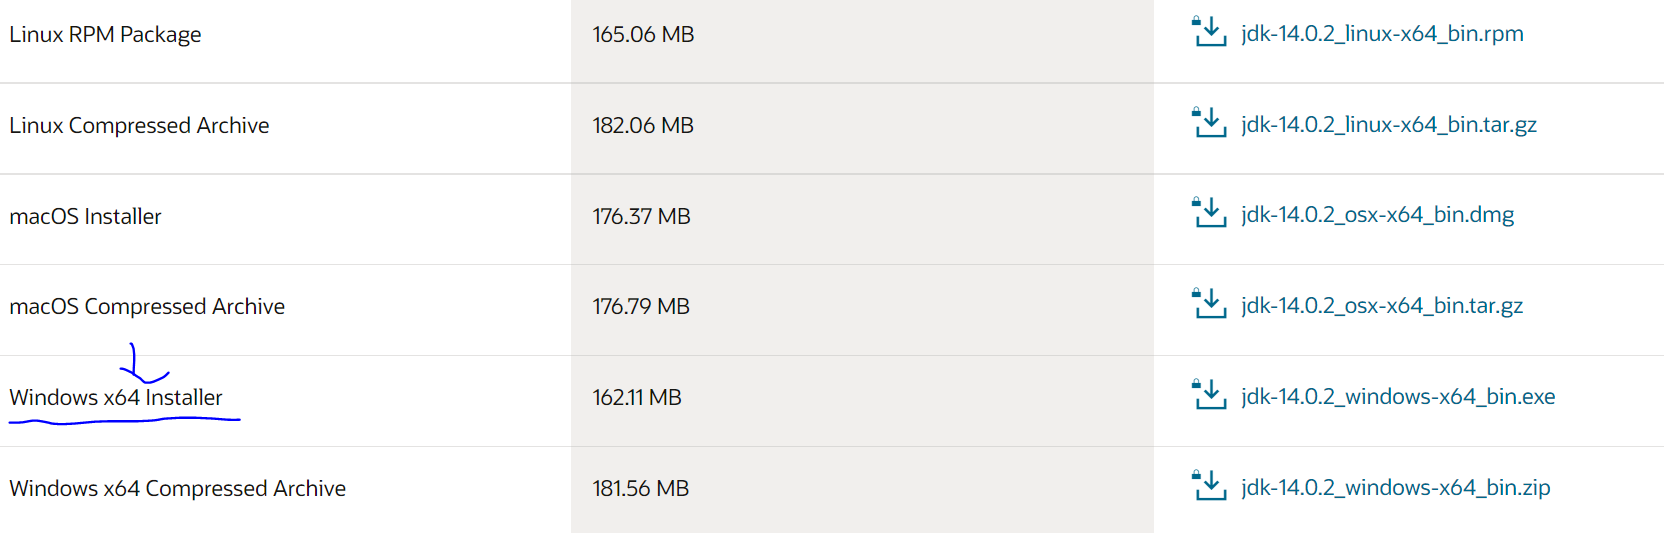 Linux RPM Package 165.06 MB jdk-14.0.2_linux-x64_bin.rpm
Linux Compressed Archive 182.06 MB jdk-14.0.2_linux-x64_bin.tar.gz
macOS Installer 176.37 MB jdk-14.0.2_osx-x64_bin.dmg
macOS Compressed Archive 176.79 MB jdk-14.0.2_osx-x64_bin.tar.gz
Windows x64 Installer 162.11 MB jdk-14.0.2_windows-x64_bin.exe
Windows x64 Compressed Archive 181.56 MB jdk-14.0.2_windows-x64_bin.zip